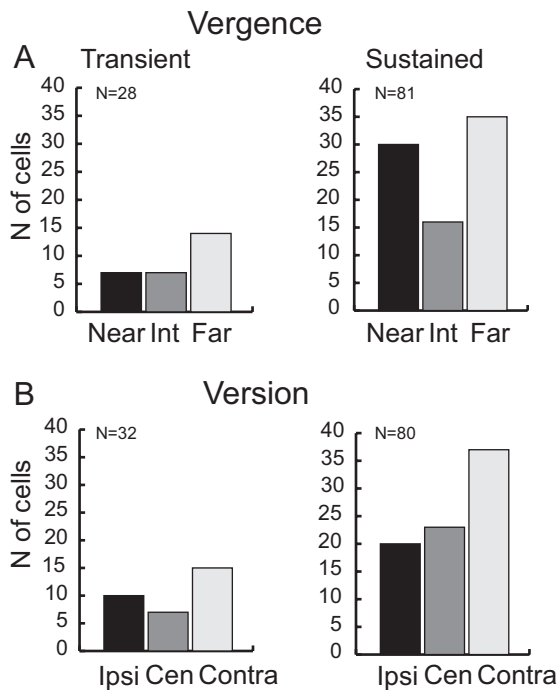 Vergence
A Transient Sustained
N=28 N=81
N of cells
40 40
35 35
30 30
25 25
20 20
15 15
10 10
5 5
0 0
Near Int Far Near Int Far
B Version
N=32 N=80
N of cells
40 40
35 35
30 30
25 25
20 20
15 15
10 10
5 5
0 0
Ipsi Cen Contra Ipsi Cen Contra